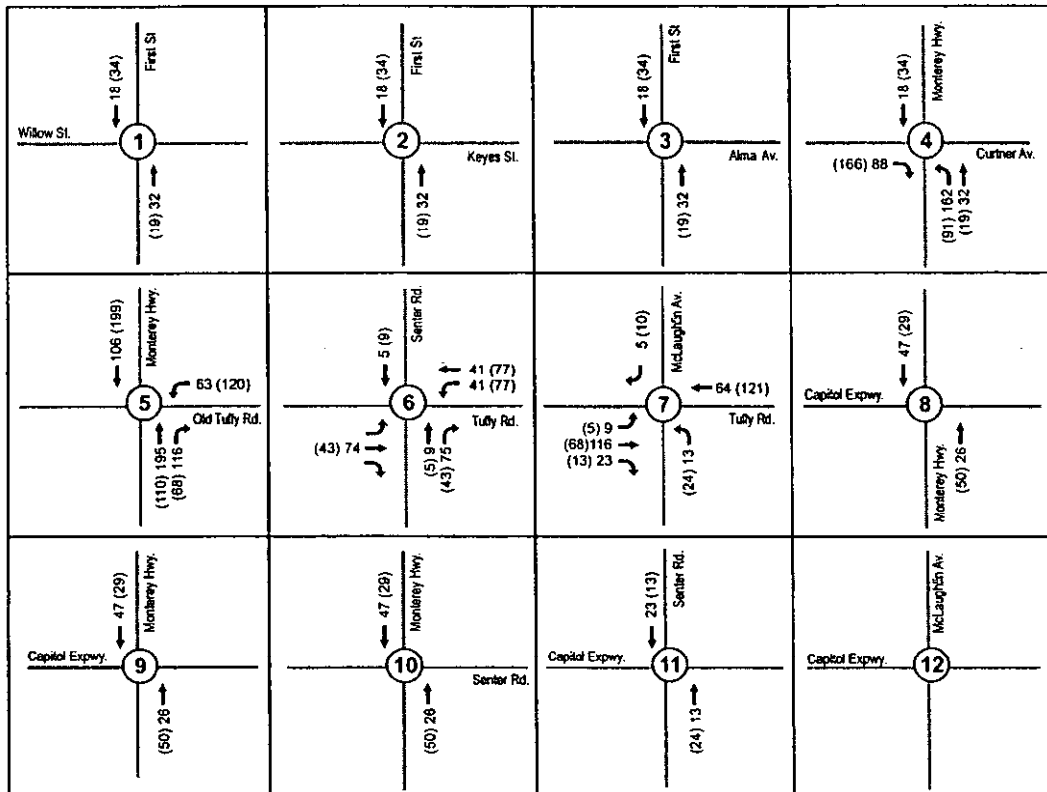 First St
18 (34)
Willow St.
1
(19) 32
First St
18 (34)
2
Keyes St.
(19) 32
First St
18 (34)
3
Alma Av.
(19) 32
Monterey Hwy.
18 (34)
4
Curtner Av.
(166) 88
(91) 162
(19) 32
Monterey Hwy.
106 (199)
63 (120)
5
Old Tully Rd.
(110) 195
(68) 116
Senter Rd.
5 (9)
41 (77)
41 (77)
6
Tully Rd.
(43) 74
(5) 9
(43) 75
McLaughlin Av.
5 (10)
64 (121)
7
Tully Rd.
(5) 9
(68)116
(13) 23
(24) 13
47 (29)
Capitol Expwy.
8
Monterey Hwy.
(50) 26
Monterey Hwy.
47 (29)
Capitol Expwy.
9
(50) 26
Monterey Hwy.
47 (29)
10
Senter Rd.
(50) 26
Senter Rd.
23 (13)
Capitol Expwy.
11
(24) 13
McLaughlin Av.
Capitol Expwy.
12